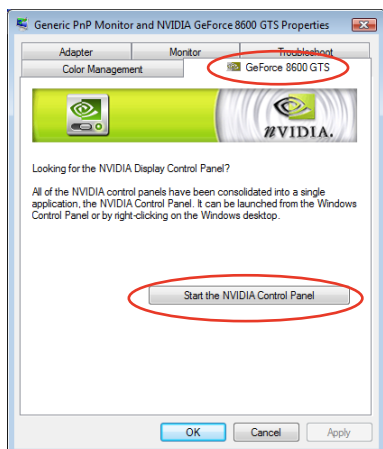 Generic PnP Monitor and NVIDIA GeForce 8600 GTS Properties
Adapter Monitor Troubleshoot
Color Management GeForce 8600 GTS
NVIDIA.
Looking for the NVIDIA Display Control Panel?
All of the NVIDIA control panels have been consolidated into a single
application, the NVIDIA Control Panel. It can be launched from the Windows
Control Panel or by right-clicking on the Windows desktop.
Start the NVIDIA Control Panel
OK Cancel Apply